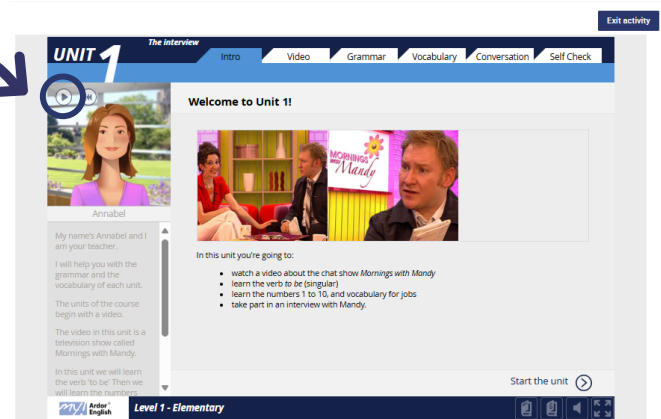 Exit activity
UNIT 1
The interview
Intro
Video
Grammar
Vocabulary
Conversation
Self Check
Annabel
My name's Annabel and I
am your teacher.
I will help you with the
grammar and the
vocabulary of each unit.
The units of the course
begin with a video.
The video in this unit is a
television show called
Mornings with Mandy.
In this unit we will learn
the verb 'to be' Then we
will learn the numbers
Welcome to Unit 1!
MORNINGS
WITH
Mandy
In this unit you're going to:
• watch a video about the chat show Mornings with Mandy
• learn the verb to be (singular)
• learn the numbers 1 to 10, and vocabulary for jobs
• take part in an interview with Mandy.
Start the unit
Ardor
English
Level 1 - Elementary